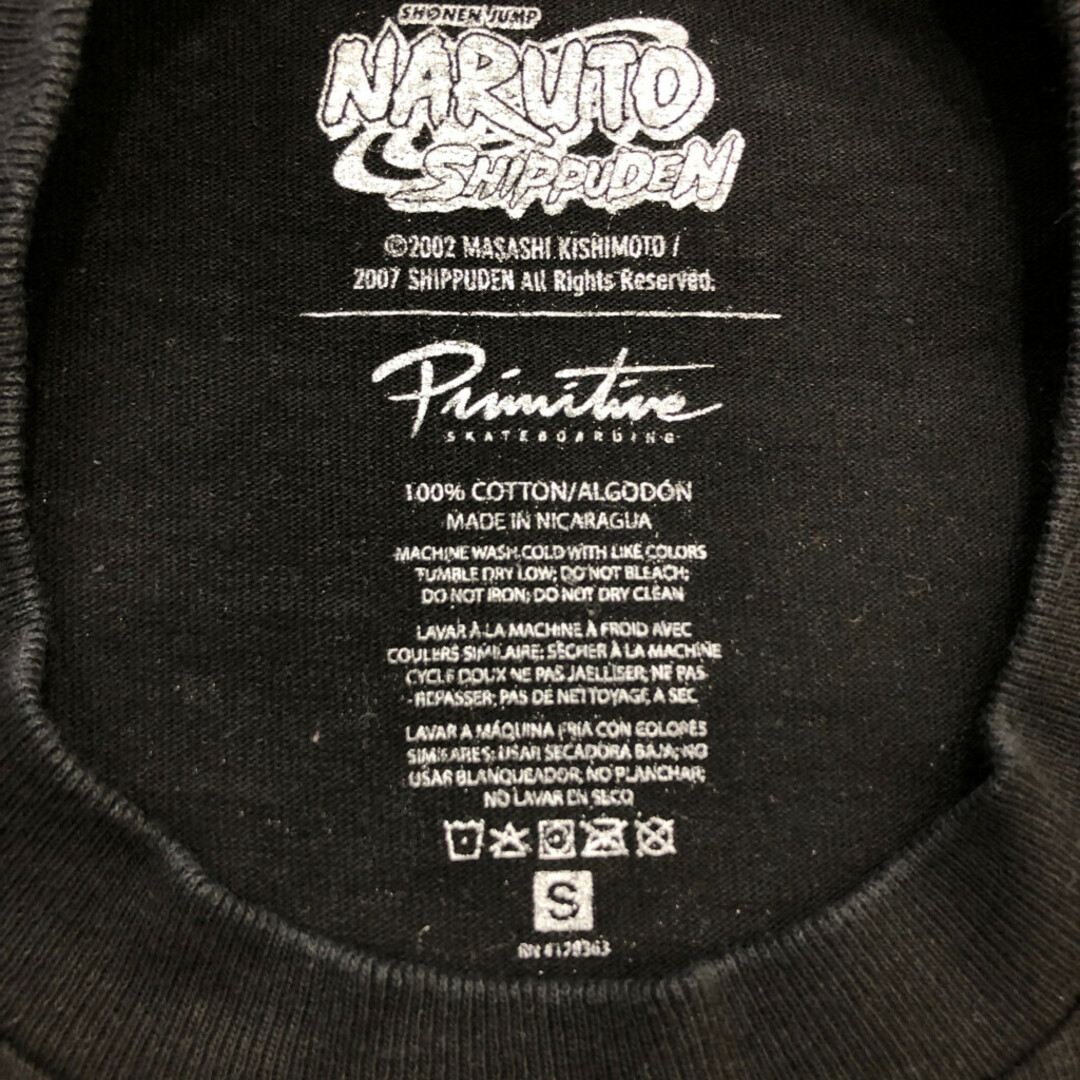 SHONEN JUMP
NARUTO
SHIPPUDEN
©2002 MASASHI KISHIMOTO /
2007 SHIPPUDEN All Rights Reserved.
Primitive
SKATEBOARDING
100% COTTON/ALGODÓN
MADE IN NICARAGUA
MACHINE WASH COLD WITH LIKE COLORS
TUMBLE DRY LOW; DO NOT BLEACH;
DO NOT IRON; DO NOT DRY CLEAN
LAVAR À LA MACHINE À FROID AVEC
COULERS SIMILAIRE; SÉCHER À LA MACHINE
CYCLE DOUX NE PAS JAELLISER; NE PAS
REPASSER; PAS DE NETTOYAGE A SEC
LAVAR A MÁQUINA FRIA CON COLORES
SIMILARES; USAR SECADORA BAJA; NO
USAR BLANQUEADOR; NO PLANCHAR;
NO LAVAR EN SECO
S
RN